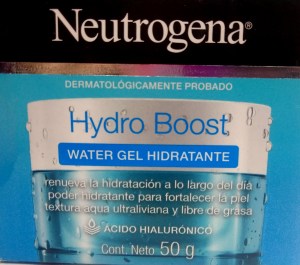 Neutrogena®
DERMATOLÓGICAMENTE PROBADO
Hydro Boost®
WATER GEL HIDRATANTE
renueva la hidratación a lo largo del día
poder hidratante para fortalecer la piel
textura aqua ultraliviana y libre de grasa
ÁCIDO HIALURÓNICO
Cont. Neto 50 g